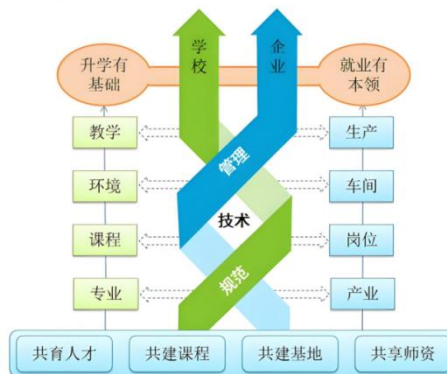 学校
企业
升学有
基础
就业有
本领
教学
生产
管理
环境
车间
技术
课程
岗位
规范
专业
产业
共育人才
共建课程
共建基地
共享师资